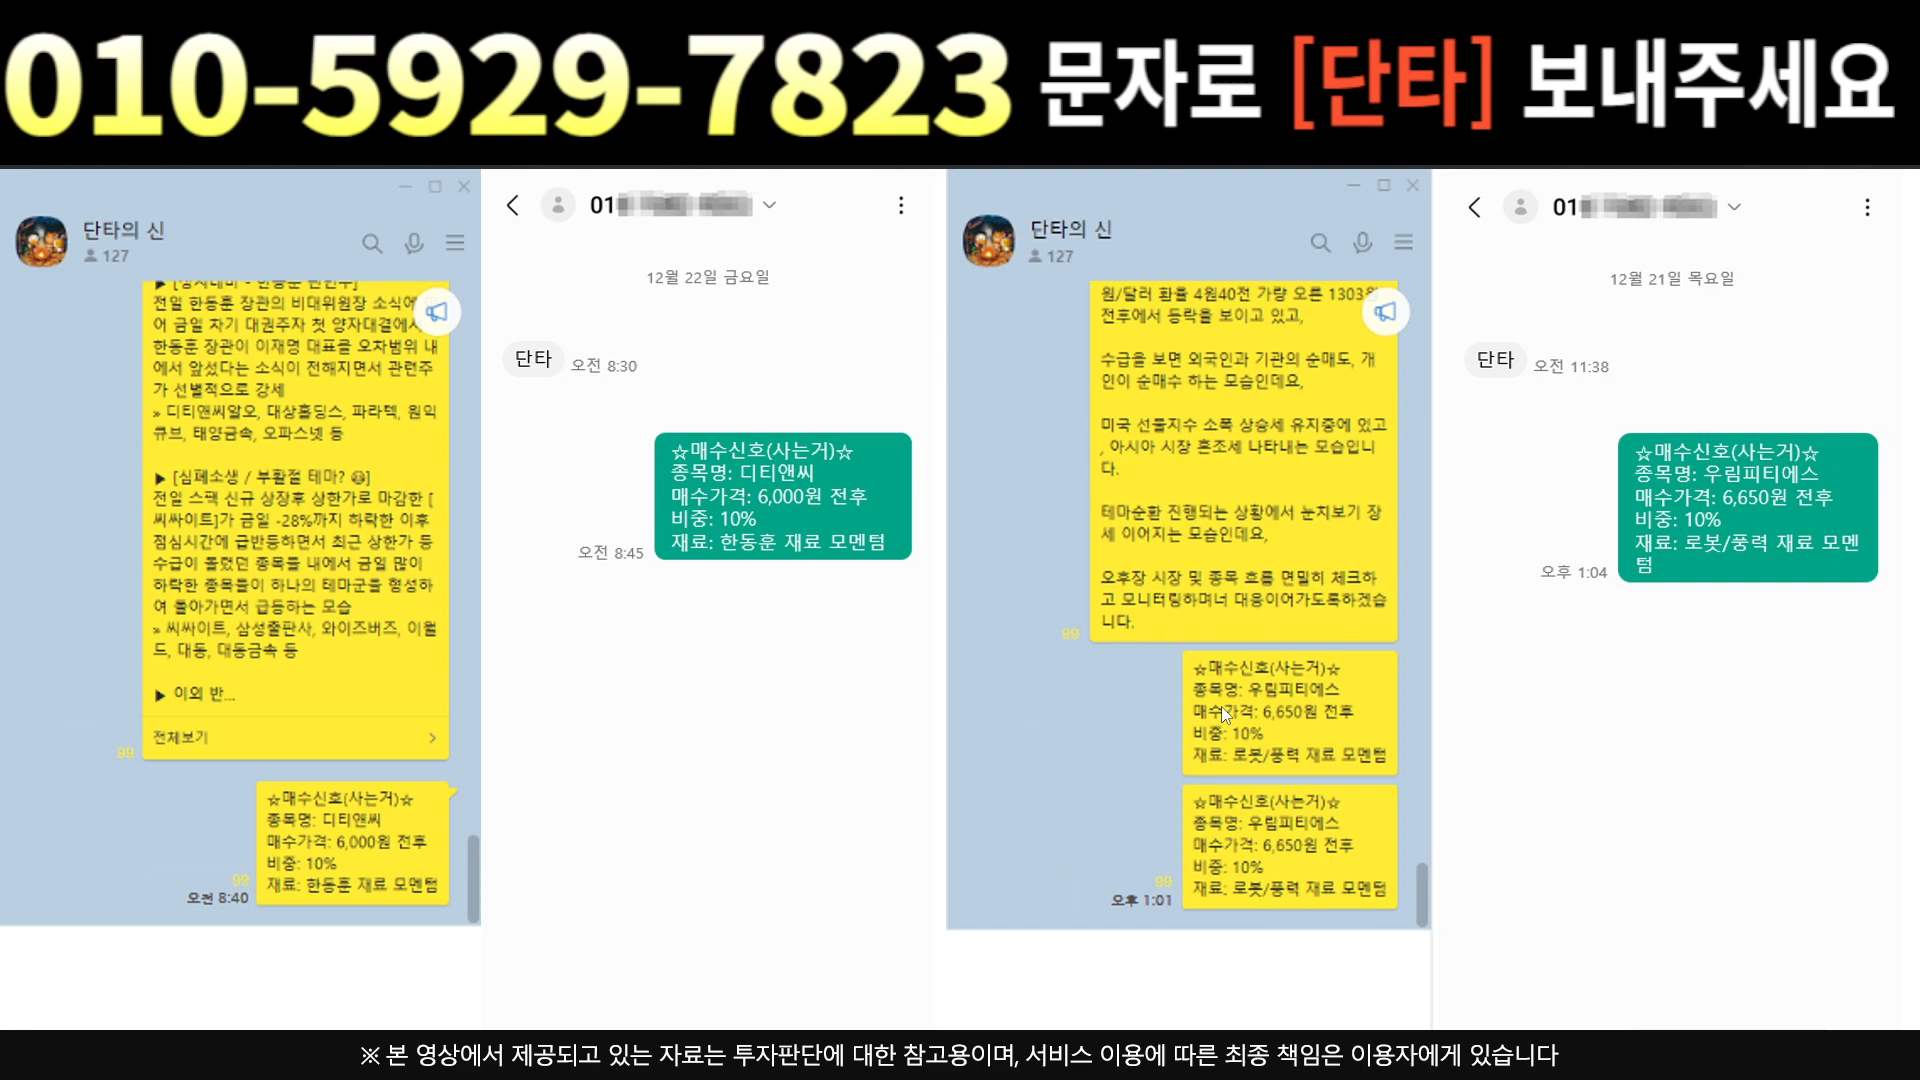 010-5929-7823 문자로 [단타] 보내주세요
단타의 신
127
전일 한동훈 장관의 비대위원장 소식에
어 금일 차기 대권주자 첫 양자대결에서
한동훈 장관이 이재명 대표를 오차범위 내
에서 앞섰다는 소식이 전해지면서 관련주
가 선별적으로 강세
» 디티앤씨알오, 대상홀딩스, 파라텍, 원익
큐브, 태양금속, 오파스넷 등
▶ [심폐소생 / 부활절 테마? 😃]
전일 스팩 신규 상장후 상한가로 마감한 [
씨싸이트]가 금일 -28%까지 하락한 이후
점심시간에 급반등하면서 최근 상한가 등
수급이 몰렸던 종목들 내에서 금일 많이
하락한 종목들이 하나의 테마군을 형성하
여 돌아가면서 급등하는 모습
» 씨싸이트, 삼성출판사, 와이즈버즈, 이월
드, 대동, 대동금속 등
▶ 이외 반...
전체보기
99
☆매수신호(사는거)☆
종목명: 디티앤씨
매수가격: 6,000원 전후
비중: 10%
재료: 한동훈 재료 모멘텀
99
오전 8:40
01
12월 22일 금요일
단타
오전 8:30
☆매수신호(사는거)☆
종목명: 디티앤씨
매수가격: 6,000원 전후
비중: 10%
재료: 한동훈 재료 모멘텀
오전 8:45
단타의 신
127
원/달러 환율 4원40전 가량 오른 1303원
전후에서 등락을 보이고 있고,
수급을 보면 외국인과 기관의 순매도, 개
인이 순매수 하는 모습인데요,
미국 선물지수 소폭 상승세 유지중에 있고
, 아시아 시장 혼조세 나타내는 모습입니
다.
테마순환 진행되는 상황에서 눈치보기 장
세 이어지는 모습인데요,
오후장 시장 및 종목 흐름 면밀히 체크하
고 모니터링하며너 대응이어가도록하겠습
니다.
99
☆매수신호(사는거)☆
종목명: 우림피티에스
매수가격: 6,650원 전후
비중: 10%
재료: 로봇/풍력 재료 모멘텀
☆매수신호(사는거)☆
종목명: 우림피티에스
매수가격: 6,650원 전후
비중: 10%
재료: 로봇/풍력 재료 모멘텀
99
오후 1:01
01
12월 21일 목요일
단타
오전 11:38
☆매수신호(사는거)☆
종목명: 우림피티에스
매수가격: 6,650원 전후
비중: 10%
재료: 로봇/풍력 재료 모멘
텀
오후 1:04
※ 본 영상에서 제공되고 있는 자료는 투자판단에 대한 참고용이며, 서비스 이용에 따른 최종 책임은 이용자에게 있습니다